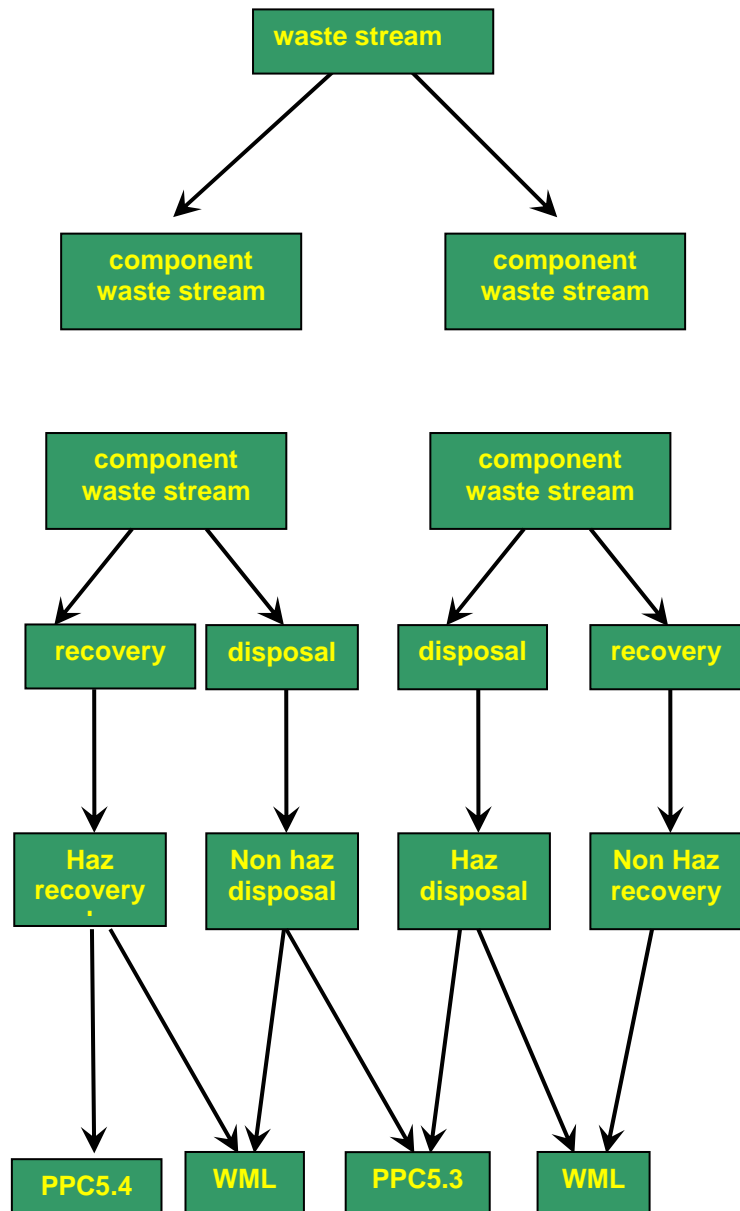 waste stream
component
waste stream
component
waste stream
component
waste stream
component
waste stream
recovery
disposal
disposal
recovery
Haz
recovery
Non haz
disposal
Haz
disposal
Non Haz
recovery
PPC5.4
WML
PPC5.3
WML